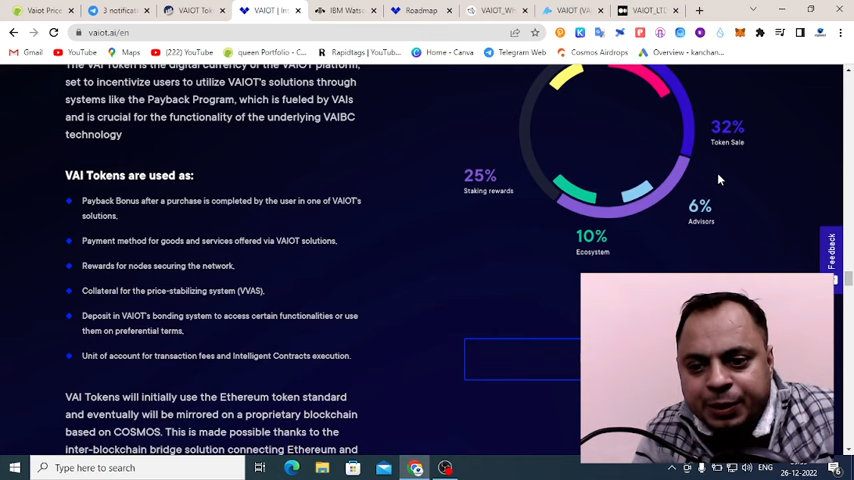 Vaiot Price
3 notificat
VAIOT Tok
VAIOT | Int
IBM Watso
Roadmap
VAIOT_Wh
VAIOT (VA
VAIOT_LTC
vaiot.ai/en
Gmail
YouTube
Maps
(222) YouTube
queen Portfolio - C...
Rapidtags | YouTub...
Home - Canva
Telegram Web
Cosmos Airdrops
Overview - kanchan...
The VAI Token is the digital currency of the VAIOT platform,
set to incentivize users to utilize VAIOT's solutions through
systems like the Payback Program, which is fueled by VAIs
and is crucial for the functionality of the underlying VAIBC
technology
VAI Tokens are used as:
Payback Bonus after a purchase is completed by the user in one of VAIOT's
solutions,
Payment method for goods and services offered via VAIOT solutions,
Rewards for nodes securing the network,
Collateral for the price-stabilizing system (VVAS),
Deposit in VAIOT's bonding system to access certain functionalities or use
them on preferential terms,
Unit of account for transaction fees and Intelligent Contracts execution.
VAI Tokens will initially use the Ethereum token standard
and eventually will be mirrored on a proprietary blockchain
based on COSMOS. This is made possible thanks to the
inter-blockchain bridge solution connecting Ethereum and
32%
Token Sale
25%
Staking rewards
6%
Advisors
10%
Ecosystem
Feedback
Type here to search
ENG
26-12-2022